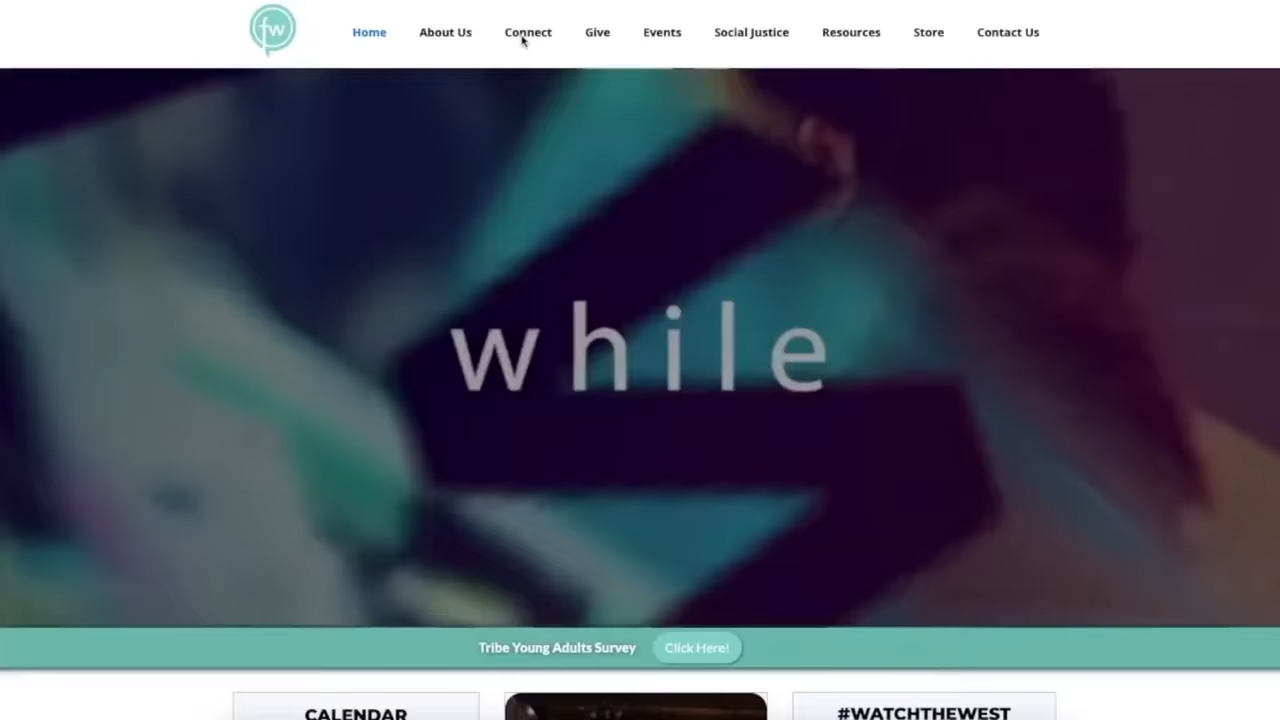 fw
Home About Us Connect Give Events Social Justice Resources Store Contact Us
while
Tribe Young Adults Survey Click Here!
CALENDAR
#WATCHTHEWEST